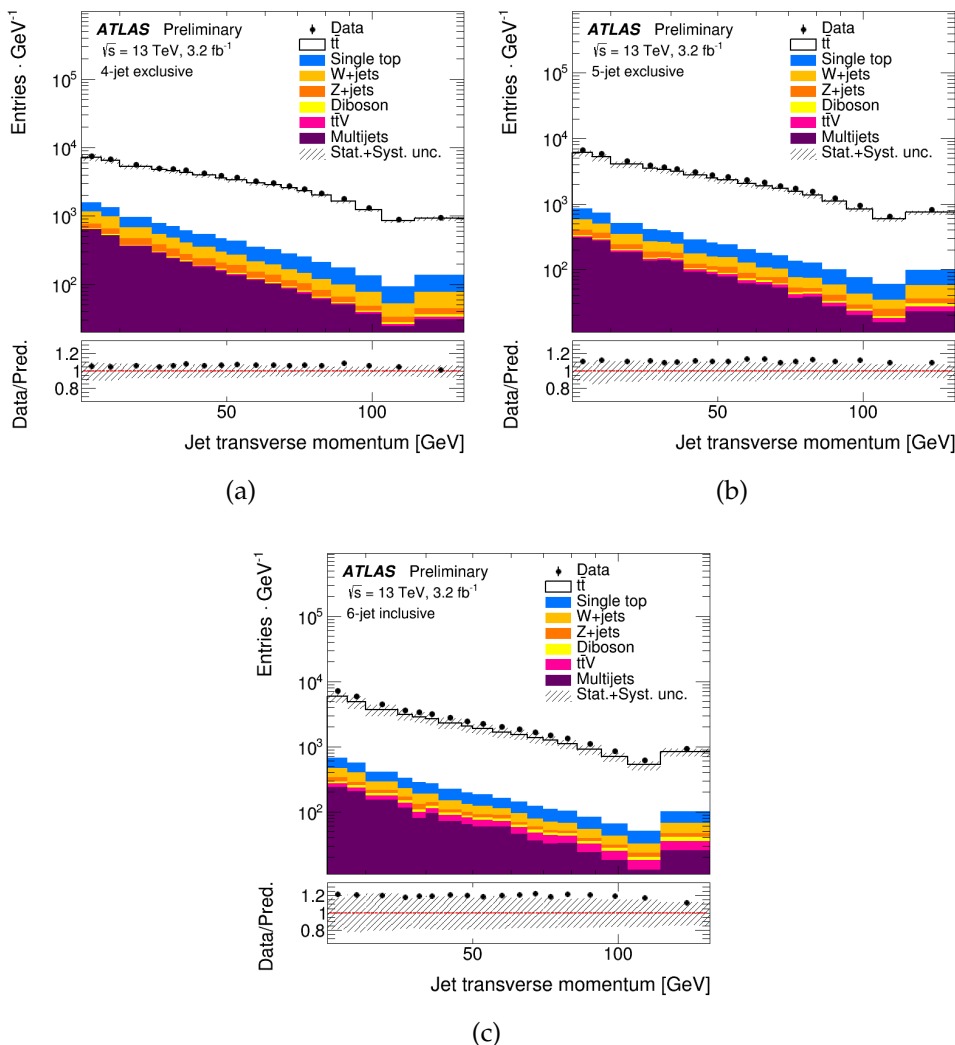 ATLAS Preliminary
√s = 13 TeV, 3.2 fb⁻¹
4-jet exclusive
Data
tt̄
Single top
W+jets
Z+jets
Diboson
tt̄V
Multijets
Stat.+Syst. unc.
Entries · GeV⁻¹
10⁵
10⁴
10³
10²
Data/Pred.
1.2
1
0.8
50 100
Jet transverse momentum [GeV]
(a)
ATLAS Preliminary
√s = 13 TeV, 3.2 fb⁻¹
5-jet exclusive
Data
tt̄
Single top
W+jets
Z+jets
Diboson
tt̄V
Multijets
Stat.+Syst. unc.
Entries · GeV⁻¹
10⁵
10⁴
10³
10²
Data/Pred.
1.2
1
0.8
50 100
Jet transverse momentum [GeV]
(b)
ATLAS Preliminary
√s = 13 TeV, 3.2 fb⁻¹
6-jet inclusive
Data
tt̄
Single top
W+jets
Z+jets
Diboson
tt̄V
Multijets
Stat.+Syst. unc.
Entries · GeV⁻¹
10⁵
10⁴
10³
10²
Data/Pred.
1.2
1
0.8
50 100
Jet transverse momentum [GeV]
(c)